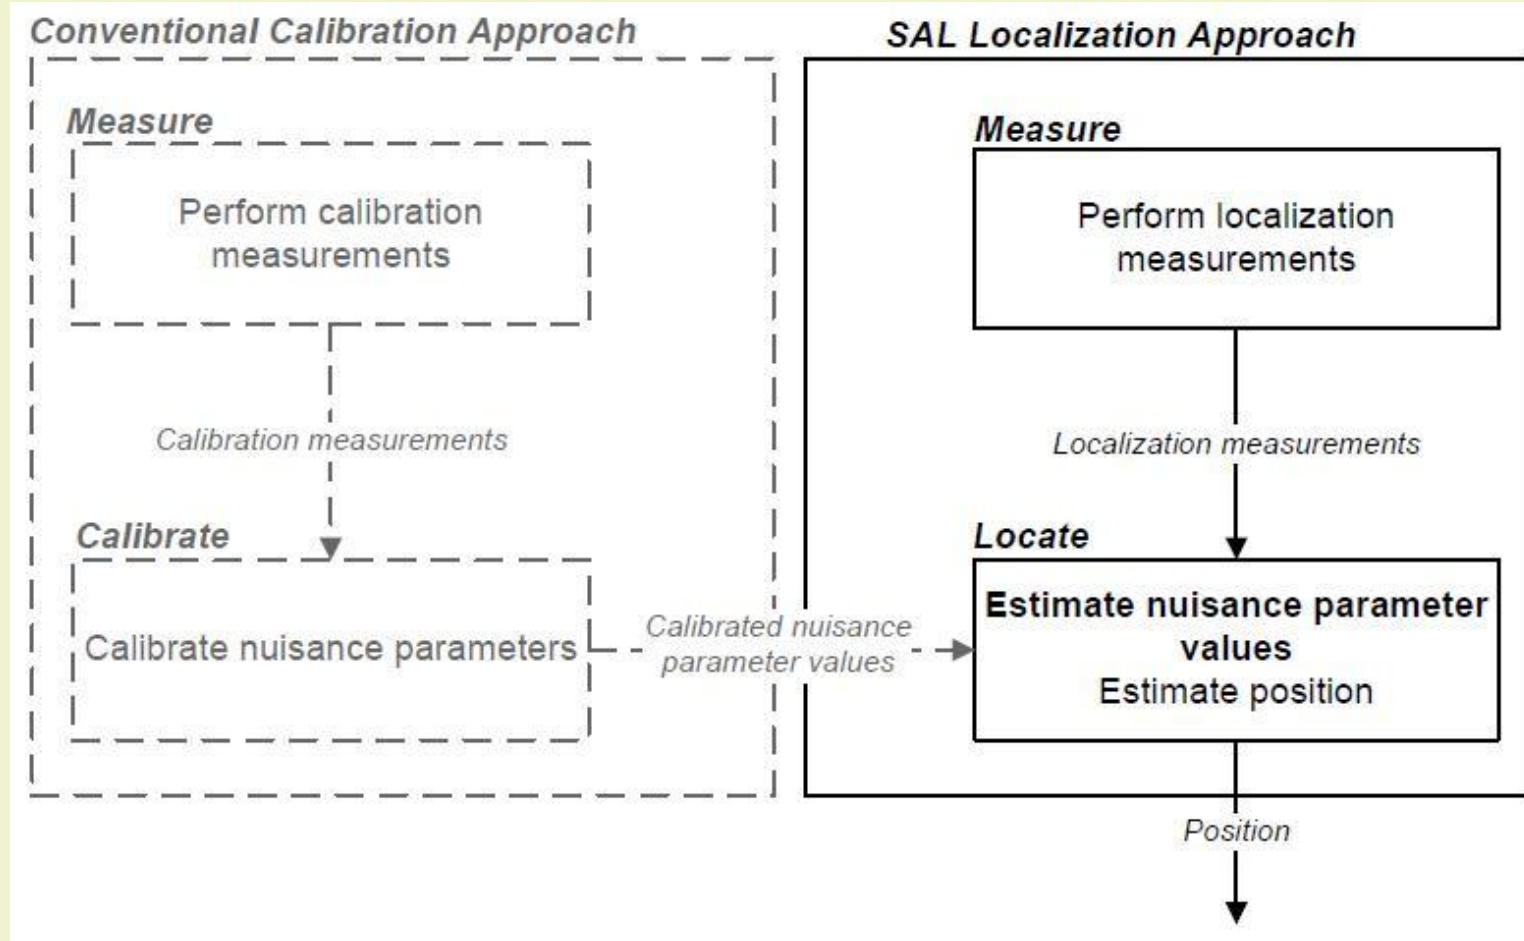 Conventional Calibration Approach
Measure
Perform calibration
measurements
Calibration measurements
Calibrate
Calibrate nuisance parameters
Calibrated nuisance
parameter values
SAL Localization Approach
Measure
Perform localization
measurements
Localization measurements
Locate
Estimate nuisance parameter
values
Estimate position
Position